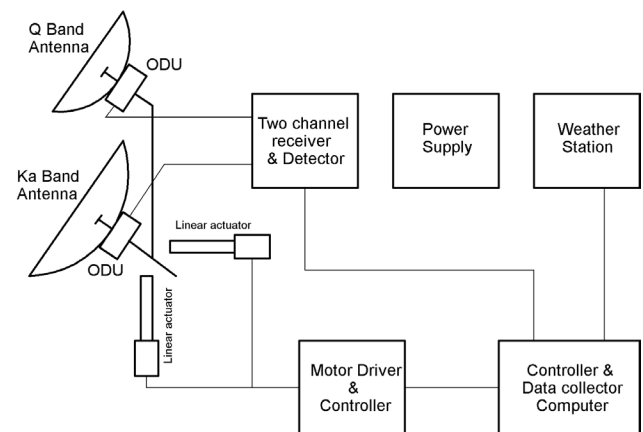 Q Band
Antenna
ODU
Two channel
receiver
& Detector
Power
Supply
Weather
Station
Ka Band
Antenna
Linear actuator
ODU
Linear actuator
Motor Driver
&
Controller
Controller &
Data collector
Computer